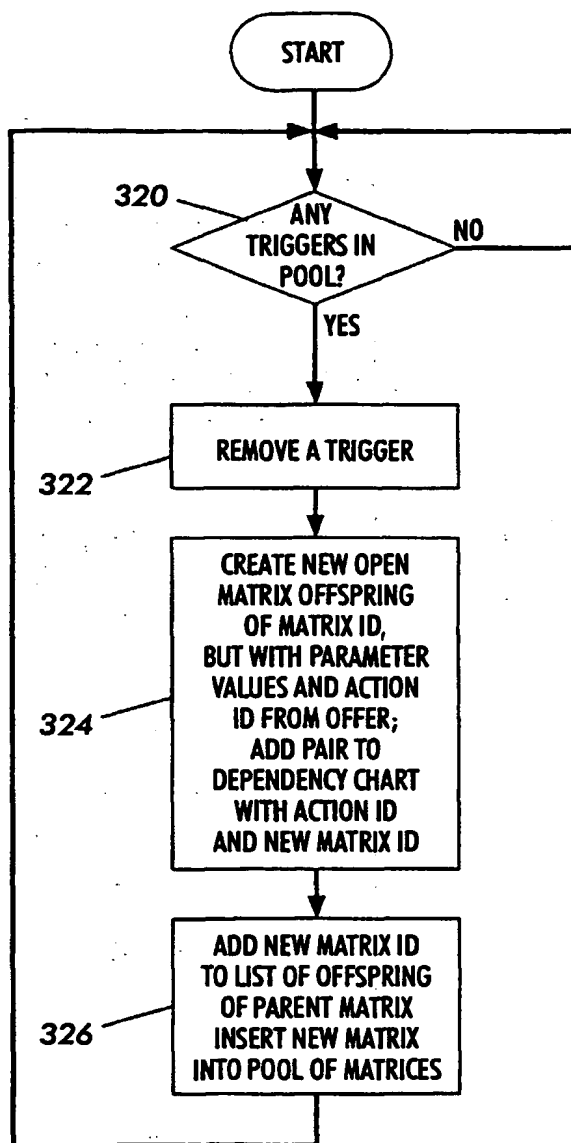 START
320
ANY
TRIGGERS IN
POOL?
NO
YES
322
REMOVE A TRIGGER
324
CREATE NEW OPEN
MATRIX OFFSPRING
OF MATRIX ID,
BUT WITH PARAMETER
VALUES AND ACTION
ID FROM OFFER;
ADD PAIR TO
DEPENDENCY CHART
WITH ACTION ID
AND NEW MATRIX ID
326
ADD NEW MATRIX ID
TO LIST OF OFFSPRING
OF PARENT MATRIX
INSERT NEW MATRIX
INTO POOL OF MATRICES